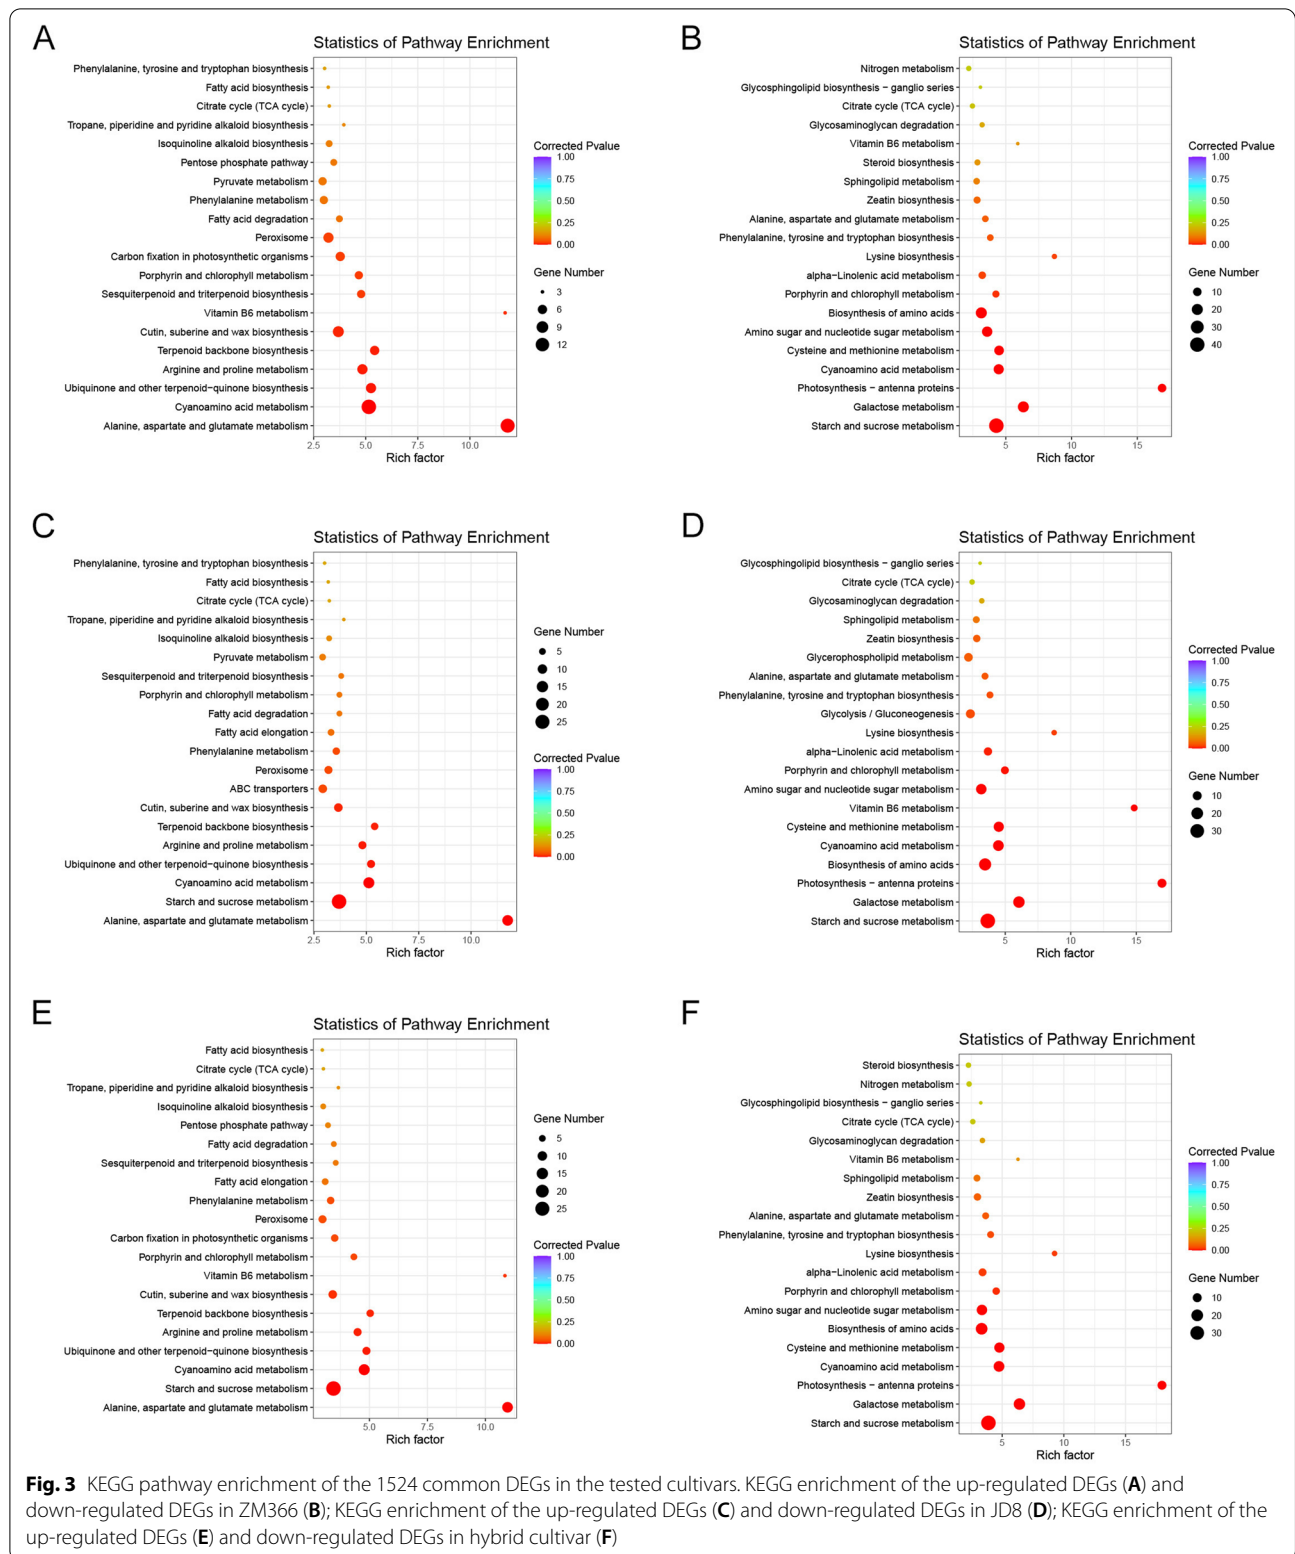 A
Statistics of Pathway Enrichment
Phenylalanine, tyrosine and tryptophan biosynthesis
Fatty acid biosynthesis
Citrate cycle (TCA cycle)
Tropane, piperidine and pyridine alkaloid biosynthesis
Isoquinoline alkaloid biosynthesis
Pentose phosphate pathway
Pyruvate metabolism
Phenylalanine metabolism
Fatty acid degradation
Peroxisome
Carbon fixation in photosynthetic organisms
Porphyrin and chlorophyll metabolism
Sesquiterpenoid and triterpenoid biosynthesis
Vitamin B6 metabolism
Cutin, suberine and wax biosynthesis
Terpenoid backbone biosynthesis
Arginine and proline metabolism
Ubiquinone and other terpenoid−quinone biosynthesis
Cyanoamino acid metabolism
Alanine, aspartate and glutamate metabolism
2.5 5.0 7.5 10.0
Rich factor
Corrected Pvalue
1.00
0.75
0.50
0.25
0.00
Gene Number
3
6
9
12
B
Statistics of Pathway Enrichment
Nitrogen metabolism
Glycosphingolipid biosynthesis − ganglio series
Citrate cycle (TCA cycle)
Glycosaminoglycan degradation
Vitamin B6 metabolism
Steroid biosynthesis
Sphingolipid metabolism
Zeatin biosynthesis
Alanine, aspartate and glutamate metabolism
Phenylalanine, tyrosine and tryptophan biosynthesis
Lysine biosynthesis
alpha−Linolenic acid metabolism
Porphyrin and chlorophyll metabolism
Biosynthesis of amino acids
Amino sugar and nucleotide sugar metabolism
Cysteine and methionine metabolism
Cyanoamino acid metabolism
Photosynthesis − antenna proteins
Galactose metabolism
Starch and sucrose metabolism
5 10 15
Rich factor
Corrected Pvalue
1.00
0.75
0.50
0.25
0.00
Gene Number
10
20
30
40
C
Statistics of Pathway Enrichment
Phenylalanine, tyrosine and tryptophan biosynthesis
Fatty acid biosynthesis
Citrate cycle (TCA cycle)
Tropane, piperidine and pyridine alkaloid biosynthesis
Isoquinoline alkaloid biosynthesis
Pyruvate metabolism
Sesquiterpenoid and triterpenoid biosynthesis
Porphyrin and chlorophyll metabolism
Fatty acid degradation
Fatty acid elongation
Phenylalanine metabolism
Peroxisome
ABC transporters
Cutin, suberine and wax biosynthesis
Terpenoid backbone biosynthesis
Arginine and proline metabolism
Ubiquinone and other terpenoid−quinone biosynthesis
Cyanoamino acid metabolism
Starch and sucrose metabolism
Alanine, aspartate and glutamate metabolism
2.5 5.0 7.5 10.0
Rich factor
Gene Number
5
10
15
20
25
Corrected Pvalue
1.00
0.75
0.50
0.25
0.00
D
Statistics of Pathway Enrichment
Glycosphingolipid biosynthesis − ganglio series
Citrate cycle (TCA cycle)
Glycosaminoglycan degradation
Sphingolipid metabolism
Zeatin biosynthesis
Glycerophospholipid metabolism
Alanine, aspartate and glutamate metabolism
Phenylalanine, tyrosine and tryptophan biosynthesis
Glycolysis / Gluconeogenesis
Lysine biosynthesis
alpha−Linolenic acid metabolism
Porphyrin and chlorophyll metabolism
Amino sugar and nucleotide sugar metabolism
Vitamin B6 metabolism
Cysteine and methionine metabolism
Cyanoamino acid metabolism
Biosynthesis of amino acids
Photosynthesis − antenna proteins
Galactose metabolism
Starch and sucrose metabolism
5 10 15
Rich factor
Corrected Pvalue
1.00
0.75
0.50
0.25
0.00
Gene Number
10
20
30
E
Statistics of Pathway Enrichment
Fatty acid biosynthesis
Citrate cycle (TCA cycle)
Tropane, piperidine and pyridine alkaloid biosynthesis
Isoquinoline alkaloid biosynthesis
Pentose phosphate pathway
Fatty acid degradation
Sesquiterpenoid and triterpenoid biosynthesis
Fatty acid elongation
Phenylalanine metabolism
Peroxisome
Carbon fixation in photosynthetic organisms
Porphyrin and chlorophyll metabolism
Vitamin B6 metabolism
Cutin, suberine and wax biosynthesis
Terpenoid backbone biosynthesis
Arginine and proline metabolism
Ubiquinone and other terpenoid−quinone biosynthesis
Cyanoamino acid metabolism
Starch and sucrose metabolism
Alanine, aspartate and glutamate metabolism
5.0 7.5 10.0
Rich factor
Gene Number
5
10
15
20
25
Corrected Pvalue
1.00
0.75
0.50
0.25
0.00
F
Statistics of Pathway Enrichment
Steroid biosynthesis
Nitrogen metabolism
Glycosphingolipid biosynthesis − ganglio series
Citrate cycle (TCA cycle)
Glycosaminoglycan degradation
Vitamin B6 metabolism
Sphingolipid metabolism
Zeatin biosynthesis
Alanine, aspartate and glutamate metabolism
Phenylalanine, tyrosine and tryptophan biosynthesis
Lysine biosynthesis
alpha−Linolenic acid metabolism
Porphyrin and chlorophyll metabolism
Amino sugar and nucleotide sugar metabolism
Biosynthesis of amino acids
Cysteine and methionine metabolism
Cyanoamino acid metabolism
Photosynthesis − antenna proteins
Galactose metabolism
Starch and sucrose metabolism
5 10 15
Rich factor
Corrected Pvalue
1.00
0.75
0.50
0.25
0.00
Gene Number
10
20
30
Fig. 3 KEGG pathway enrichment of the 1524 common DEGs in the tested cultivars. KEGG enrichment of the up-regulated DEGs (A) and
down-regulated DEGs in ZM366 (B); KEGG enrichment of the up-regulated DEGs (C) and down-regulated DEGs in JD8 (D); KEGG enrichment of the
up-regulated DEGs (E) and down-regulated DEGs in hybrid cultivar (F)